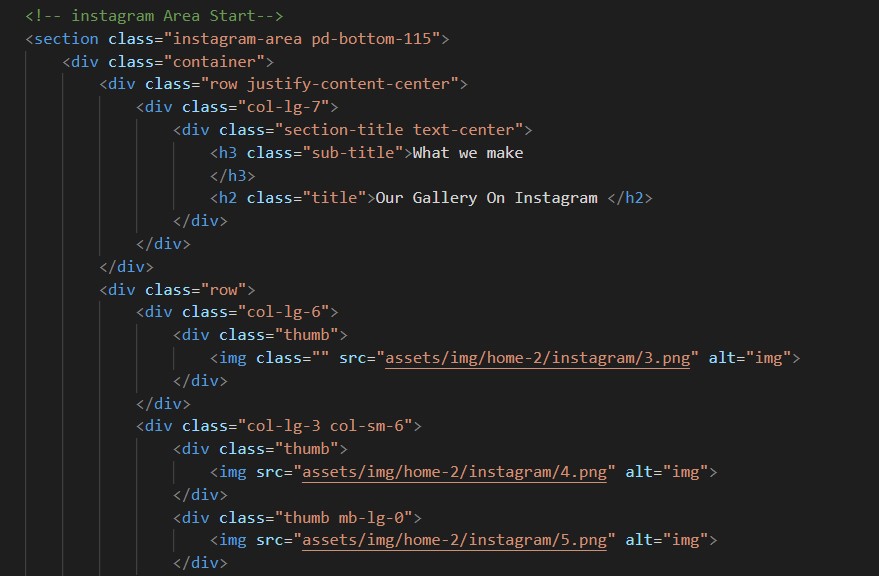 <!-- instagram Area Start-->
<section class="instagram-area pd-bottom-115">
<div class="container">
<div class="row justify-content-center">
<div class="col-lg-7">
<div class="section-title text-center">
<h3 class="sub-title">What we make
</h3>
<h2 class="title">Our Gallery On Instagram </h2>
</div>
</div>
</div>
<div class="row">
<div class="col-lg-6">
<div class="thumb">
<img class="" src="assets/img/home-2/instagram/3.png" alt="img">
</div>
</div>
<div class="col-lg-3 col-sm-6">
<div class="thumb">
<img src="assets/img/home-2/instagram/4.png" alt="img">
</div>
<div class="thumb mb-lg-0">
<img src="assets/img/home-2/instagram/5.png" alt="img">
</div>